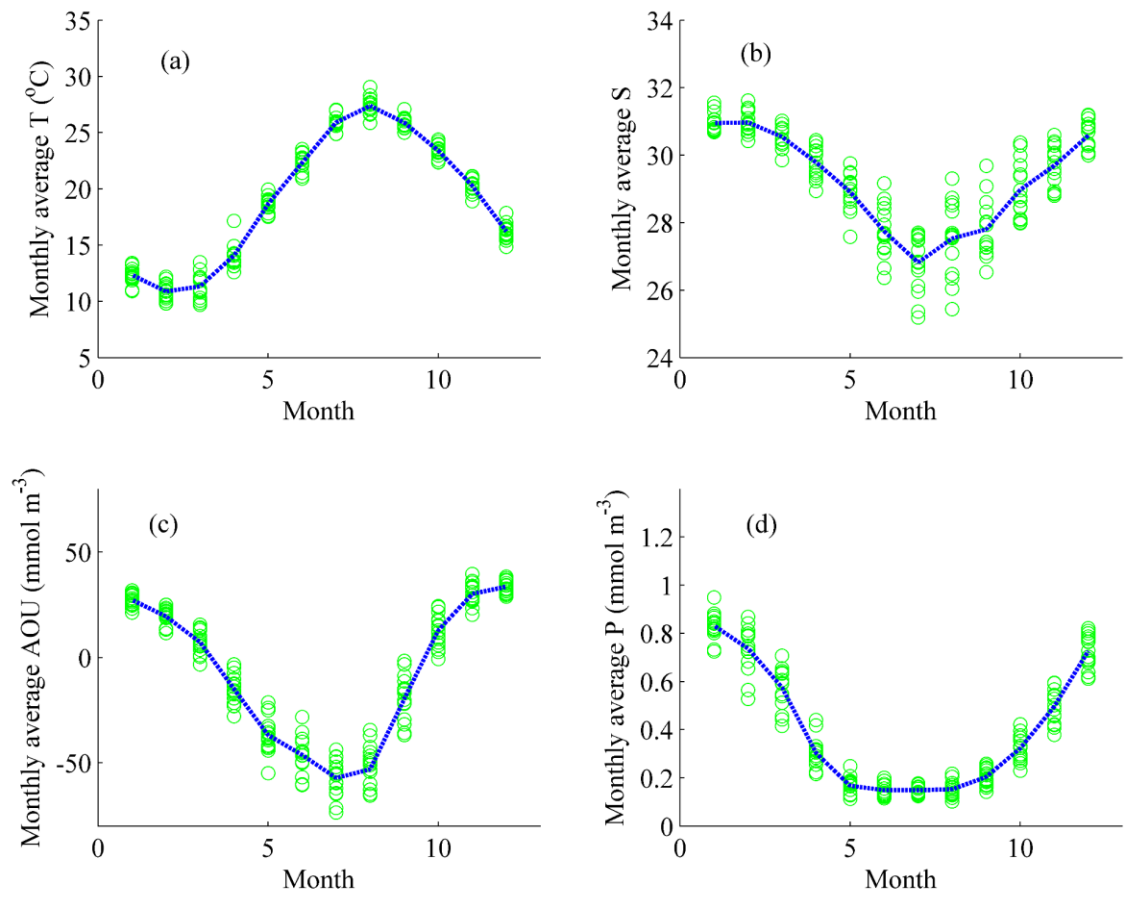 35
30
25
20
15
10
5
0
5
10
Monthly average T (°C)
Month
(a)
34
32
30
28
26
24
0
5
10
Monthly average S
Month
(b)
50
0
-50
0
5
10
Monthly average AOU (mmol m-3)
Month
(c)
1.2
1
0.8
0.6
0.4
0.2
0
0
5
10
Monthly average P (mmol m-3)
Month
(d)